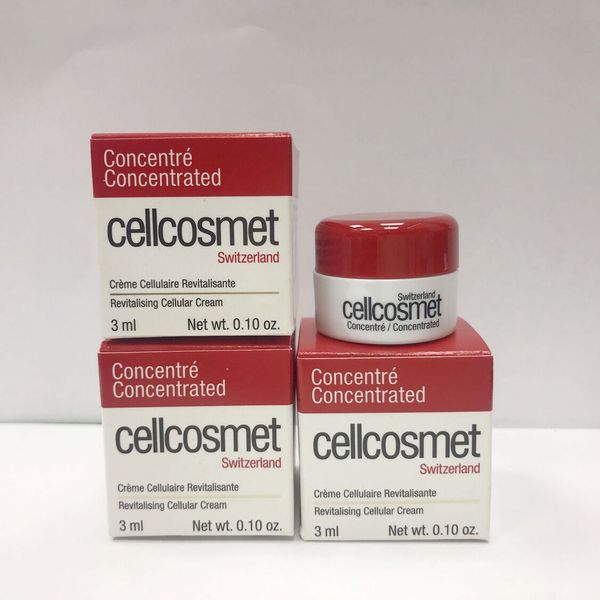 Concentré
Concentrated
cellcosmet
Switzerland
Crème Cellulaire Revitalisante
Revitalising Cellular Cream
3 ml Net wt. 0.10 oz.
Switzerland
cellcosmet
Concentré / Concentrated
Concentré
Concentrated
cellcosmet
Switzerland
Crème Cellulaire Revitalisante
Revitalising Cellular Cream
3 ml Net wt. 0.10 oz.
Concentré
Concentrated
cellcosmet
Switzerland
Crème Cellulaire Revitalisante
Revitalising Cellular Cream
3 ml Net wt. 0.10 oz.